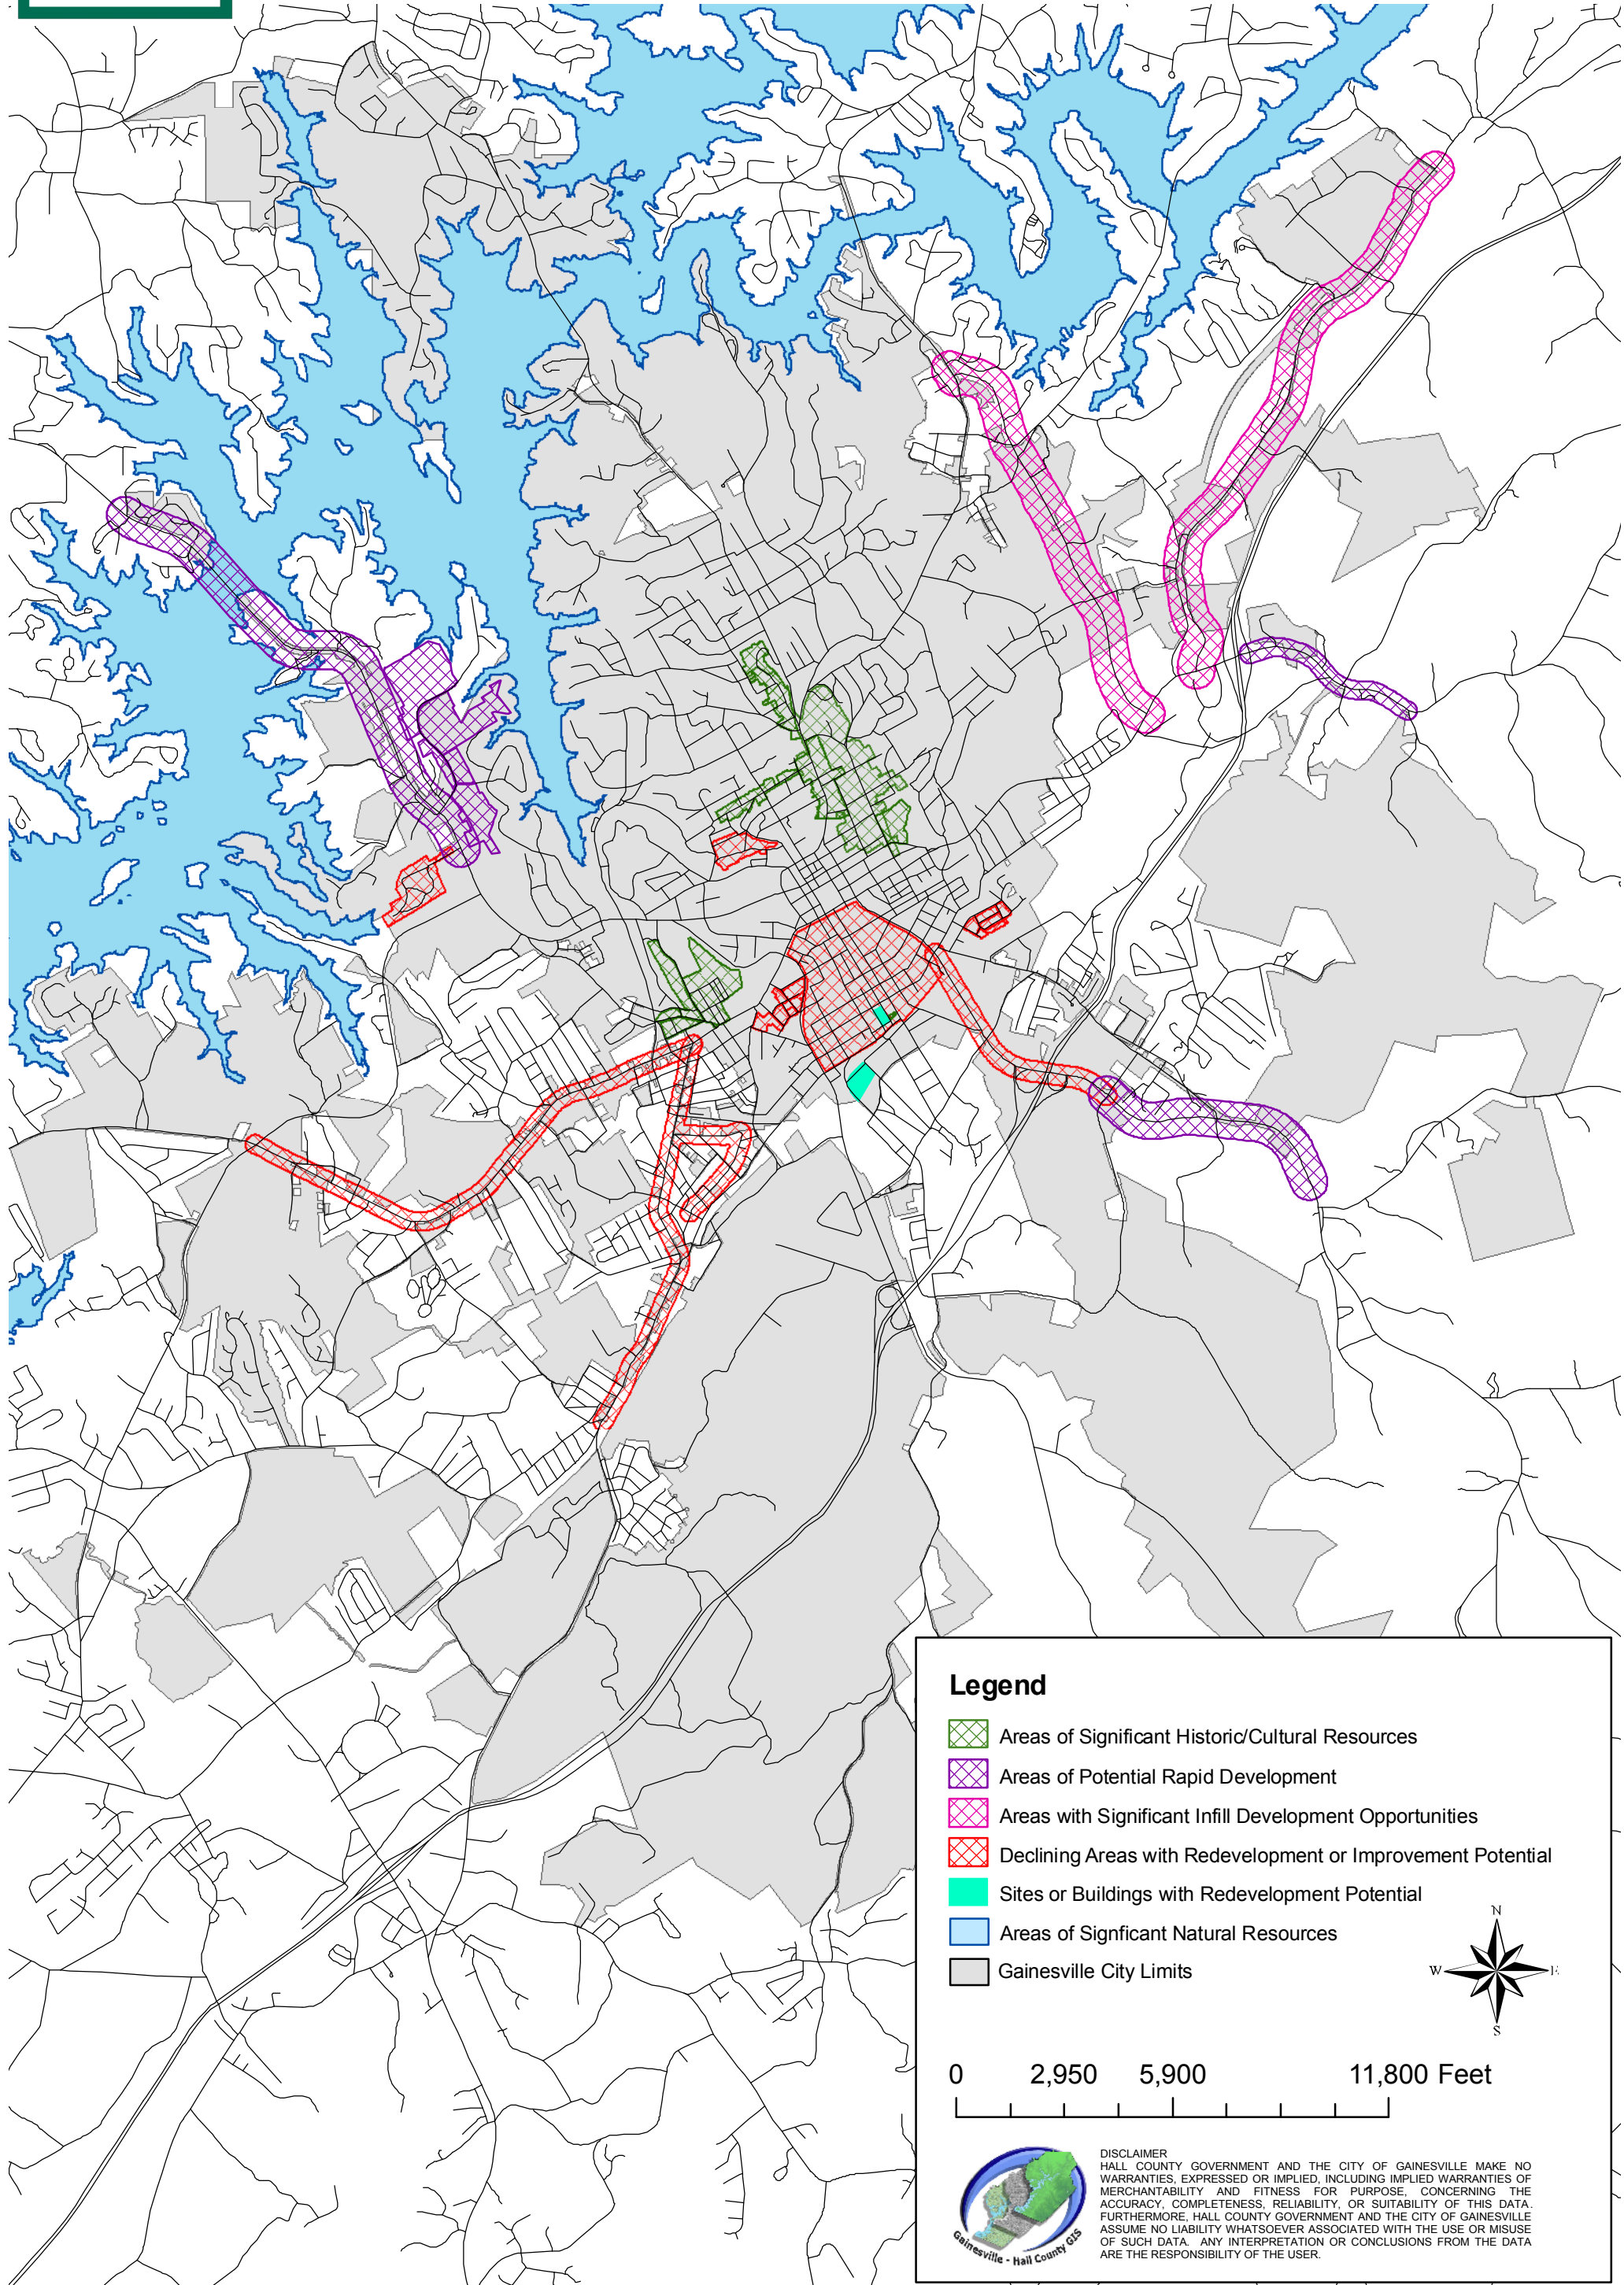 Legend
Areas of Significant Historic/Cultural Resources
Areas of Potential Rapid Development
Areas with Significant Infill Development Opportunities
Declining Areas with Redevelopment or Improvement Potential
Sites or Buildings with Redevelopment Potential
Areas of Signficant Natural Resources
Gainesville City Limits
N
W E
S
0 2,950 5,900 11,800 Feet
Gainesville - Hall County GIS
DISCLAIMER
HALL COUNTY GOVERNMENT AND THE CITY OF GAINESVILLE MAKE NO
WARRANTIES, EXPRESSED OR IMPLIED, INCLUDING IMPLIED WARRANTIES OF
MERCHANTABILITY AND FITNESS FOR PURPOSE, CONCERNING THE
ACCURACY, COMPLETENESS, RELIABILITY, OR SUITABILITY OF THIS DATA.
FURTHERMORE, HALL COUNTY GOVERNMENT AND THE CITY OF GAINESVILLE
ASSUME NO LIABILITY WHATSOEVER ASSOCIATED WITH THE USE OR MISUSE
OF SUCH DATA. ANY INTERPRETATION OR CONCLUSIONS FROM THE DATA
ARE THE RESPONSIBILITY OF THE USER.